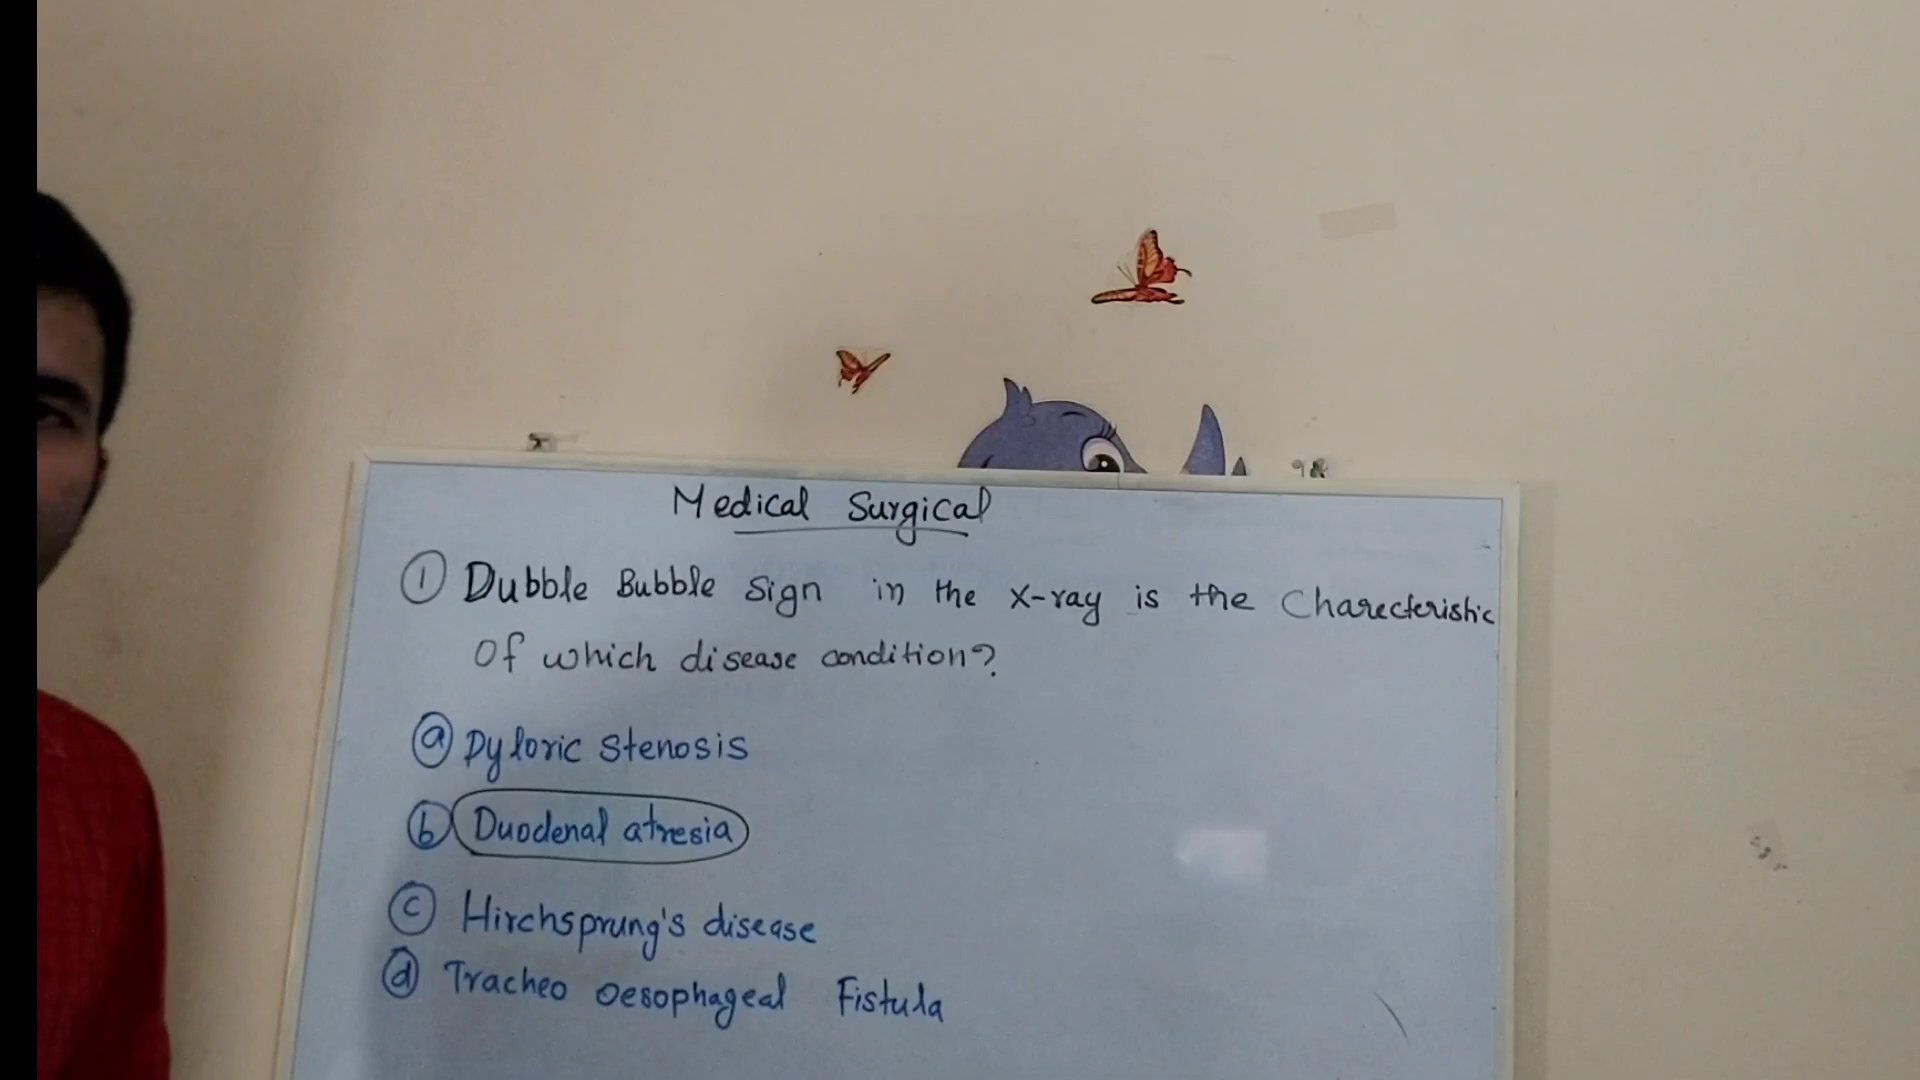 Medical Surgical
① Dubble Bubble Sign in the X-ray is the Charecteristic
Of which disease condition?
ⓐ Pyloric Stenosis
ⓑ Duodenal atresia
ⓒ Hirchsprung's disease
ⓓ Tracheo oesophageal Fistula